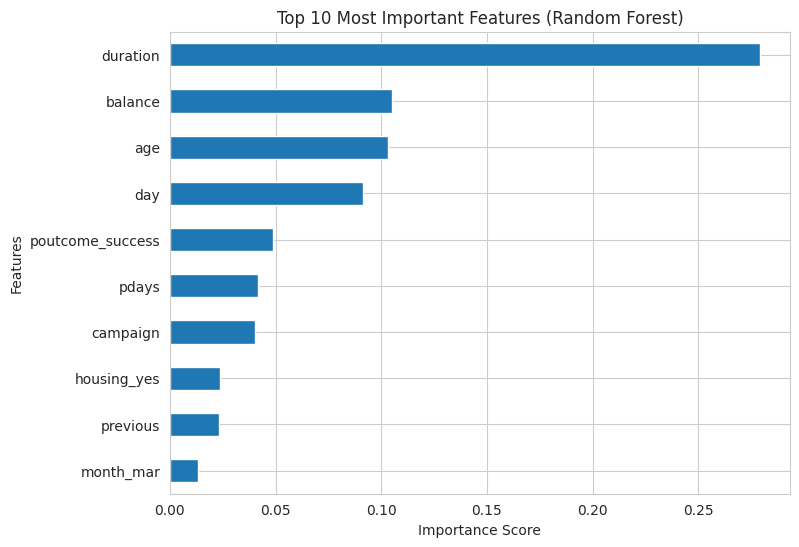 Top 10 Most Important Features (Random Forest)
Features
duration
balance
age
day
poutcome_success
pdays
campaign
housing_yes
previous
month_mar
0.00 0.05 0.10 0.15 0.20 0.25
Importance Score